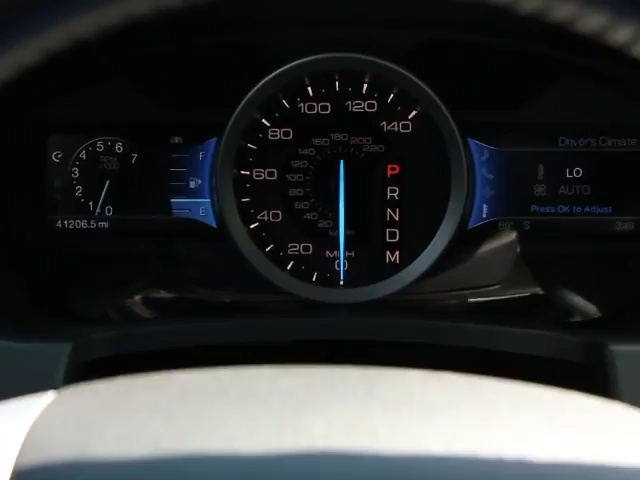 4 5 6 7
3
2
1 0
RPM
x1000
41206.5 mi
F
E
0 20 40 60 80 100 120 140
20 40 60 80 100 120 140 160 180 200 220
MPH
P
R
N
D
M
Driver's Climate
LO
AUTO
Press OK to Adjust
S